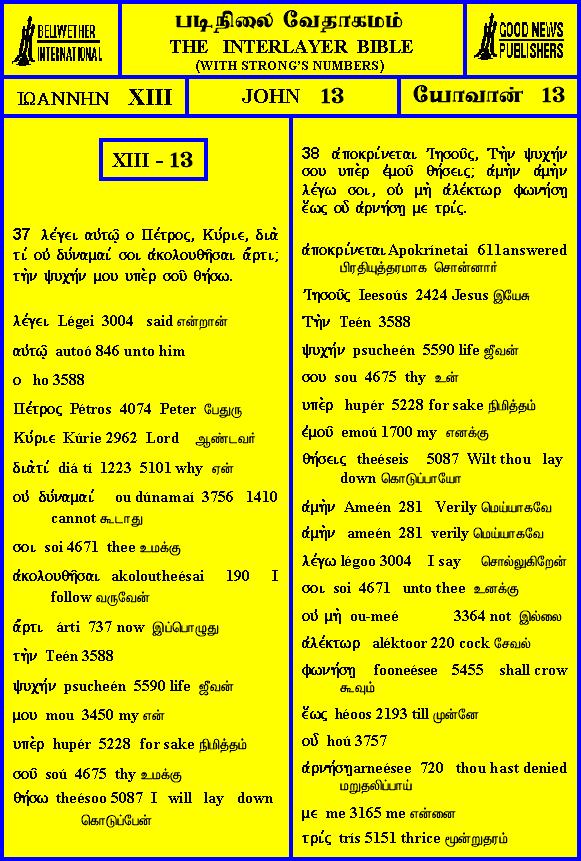 BELLWETHER
INTERNATIONAL
படிநிலை வேதாகமம்
THE INTERLAYER BIBLE
(WITH STRONG'S NUMBERS)
GOOD NEWS
PUBLISHERS
ΙΩΑΝΝΗΝ XIII
JOHN 13
யோவான் 13
XIII - 13
37 λέγει αὐτῷ ο Πέτρος, Κύριε, διὰ
τί οὐ δύναμαί σοι ἀκολουθῆσαι ἄρτι;
τὴν ψυχήν μου υπὲρ σοῦ θήσω.
λέγει Légei 3004 said என்றான்
αὐτῷ autoó 846 unto him
ο ho 3588
Πέτρος Pétros 4074 Peter பேதுரு
Κύριε Kúrie 2962 Lord ஆண்டவர்
διὰτί diá tí 1223 5101 why ஏன்
οὐ δύναμαί ou dúnamaí 3756 1410
cannot கூடாது
σοι soi 4671 thee உமக்கு
ἀκολουθῆσαι akoloutheésai 190 I
follow வருவேன்
ἄρτι árti 737 now இப்பொழுது
τὴν Teén 3588
ψυχήν psucheén 5590 life ஜீவன்
μου mou 3450 my என்
υπὲρ hupér 5228 for sake நிமித்தம்
σοῦ soú 4675 thy உமக்கு
θήσω theésoo 5087 I will lay down
கொடுப்பேன்
38 ἀποκρίνεται Ἰησοῦς, Τὴν ψυχήν
σου υπὲρ ἐμοῦ θήσεις; ἀμὴν ἀμὴν
λέγω σοι, οὐ μὴ ἀλέκτωρ φωνήσῃ
ἕως οὗ ἀρνήσῃ με τρίς.
ἀποκρίνεται Apokrínetai 611answered
பிரதியுத்தரமாக சொன்னார்
Ἰησοῦς Ieesoús 2424 Jesus இயேசு
Τὴν Teén 3588
ψυχήν psucheén 5590 life ஜீவன்
σου sou 4675 thy உன்
υπὲρ hupér 5228 for sake நிமித்தம்
ἐμοῦ emoú 1700 my எனக்கு
θήσεις theéseis 5087 Wilt thou lay
down கொடுப்பாயோ
ἀμὴν Ameén 281 Verily மெய்யாகவே
ἀμὴν ameén 281 verily மெய்யாகவே
λέγω légoo 3004 I say சொல்லுகிறேன்
σοι soi 4671 unto thee உனக்கு
οὐ μὴ ou-meé 3364 not இல்லை
ἀλέκτωρ aléktoor 220 cock சேவல்
φωνήσῃ fooneésee 5455 shall crow
கூவும்
ἕως héoos 2193 till முன்னே
οὗ hoú 3757
ἀρνήσῃarneésee 720 thou hast denied
மறுதலிப்பாய்
με me 3165 me என்னை
τρίς trís 5151 thrice மூன்றுதரம்